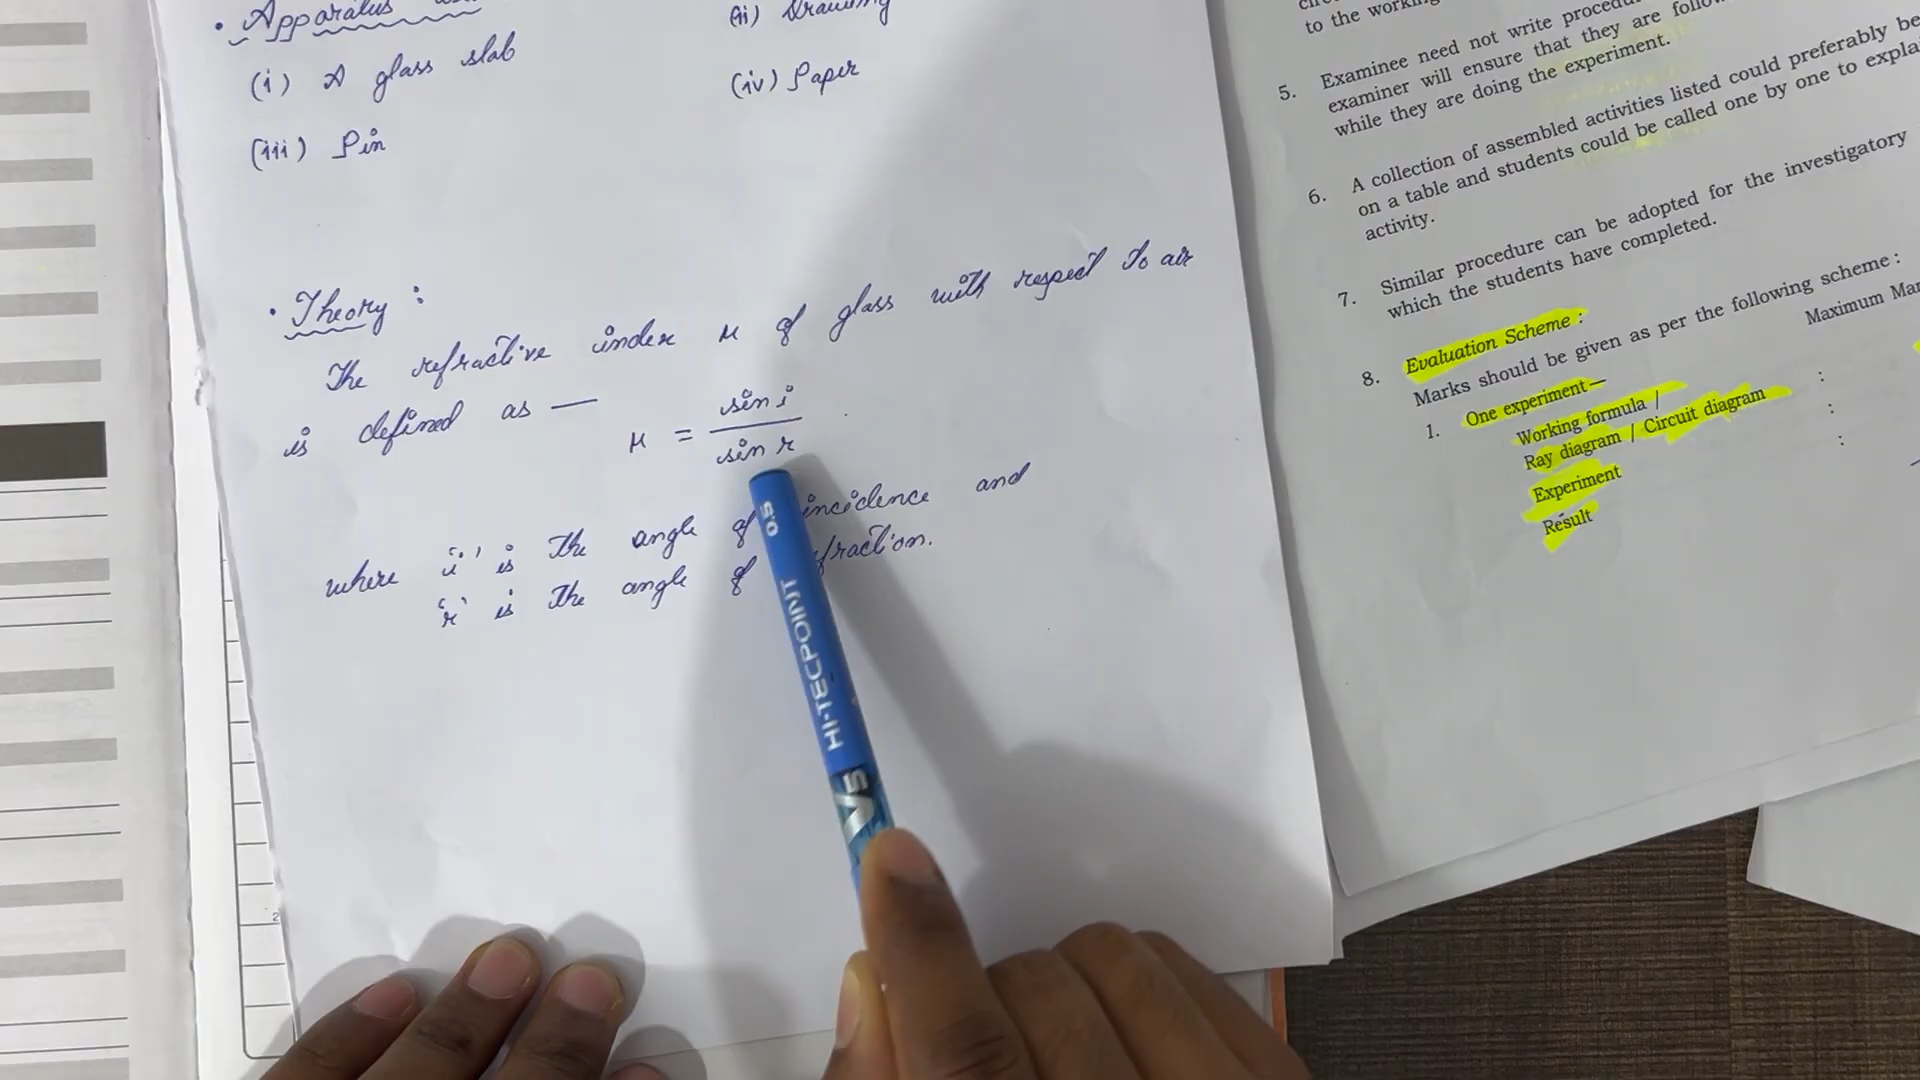 • Apparatus
(i) A glass slab
(ii) Drawing
(iii) Pin
(iv) Paper
• Theory :
The refractive index μ of glass with respect to air
is defined as —
μ = sin i / sin r
where 'i' is the angle of incidence and
'r' is the angle of fraction.
0.5 HI-TECPOINT V5
2
to the working
5. Examinee need not write
examiner will ensure that they are
while they are doing the experiment.
6. A collection of assembled activities listed could preferably be
on a table and students could be called one by one to
activity.
7. Similar procedure can be adopted for the investigatory
which the students have completed.
8. Evaluation Scheme :
Marks should be given as per the following scheme :
Maximum
1. One experiment—
Working formula / :
Ray diagram / Circuit diagram :
Experiment :
Result